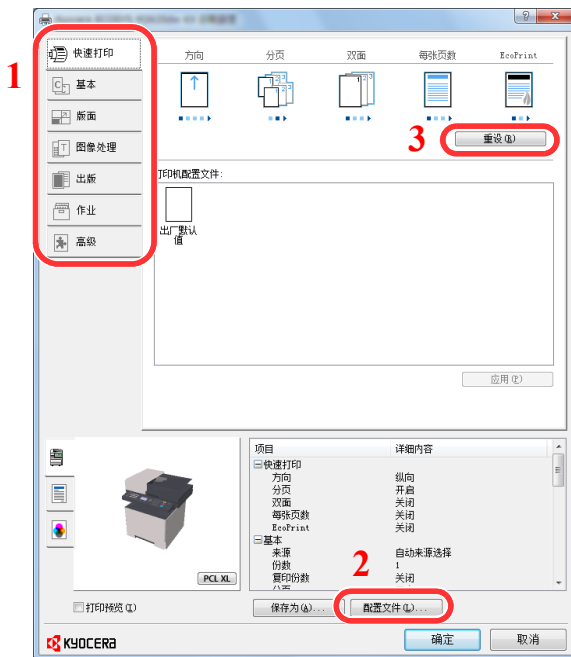 1
快速打印
基本
版面
图像处理
出版
作业
高级
方向 分页 双面 每张页数 EcoPrint
3
重设(R)
打印机配置文件:
出厂默认
值
应用(P)
项目 详细内容
快速打印
方向 纵向
分页 开启
双面 关闭
每张页数 关闭
EcoPrint 关闭
基本
来源 自动来源选择
份数 1
复印份数 关闭
PCL XL
2
打印预览(I)
保存为(A)...
配置文件(L)...
KYOCERA
确定
取消